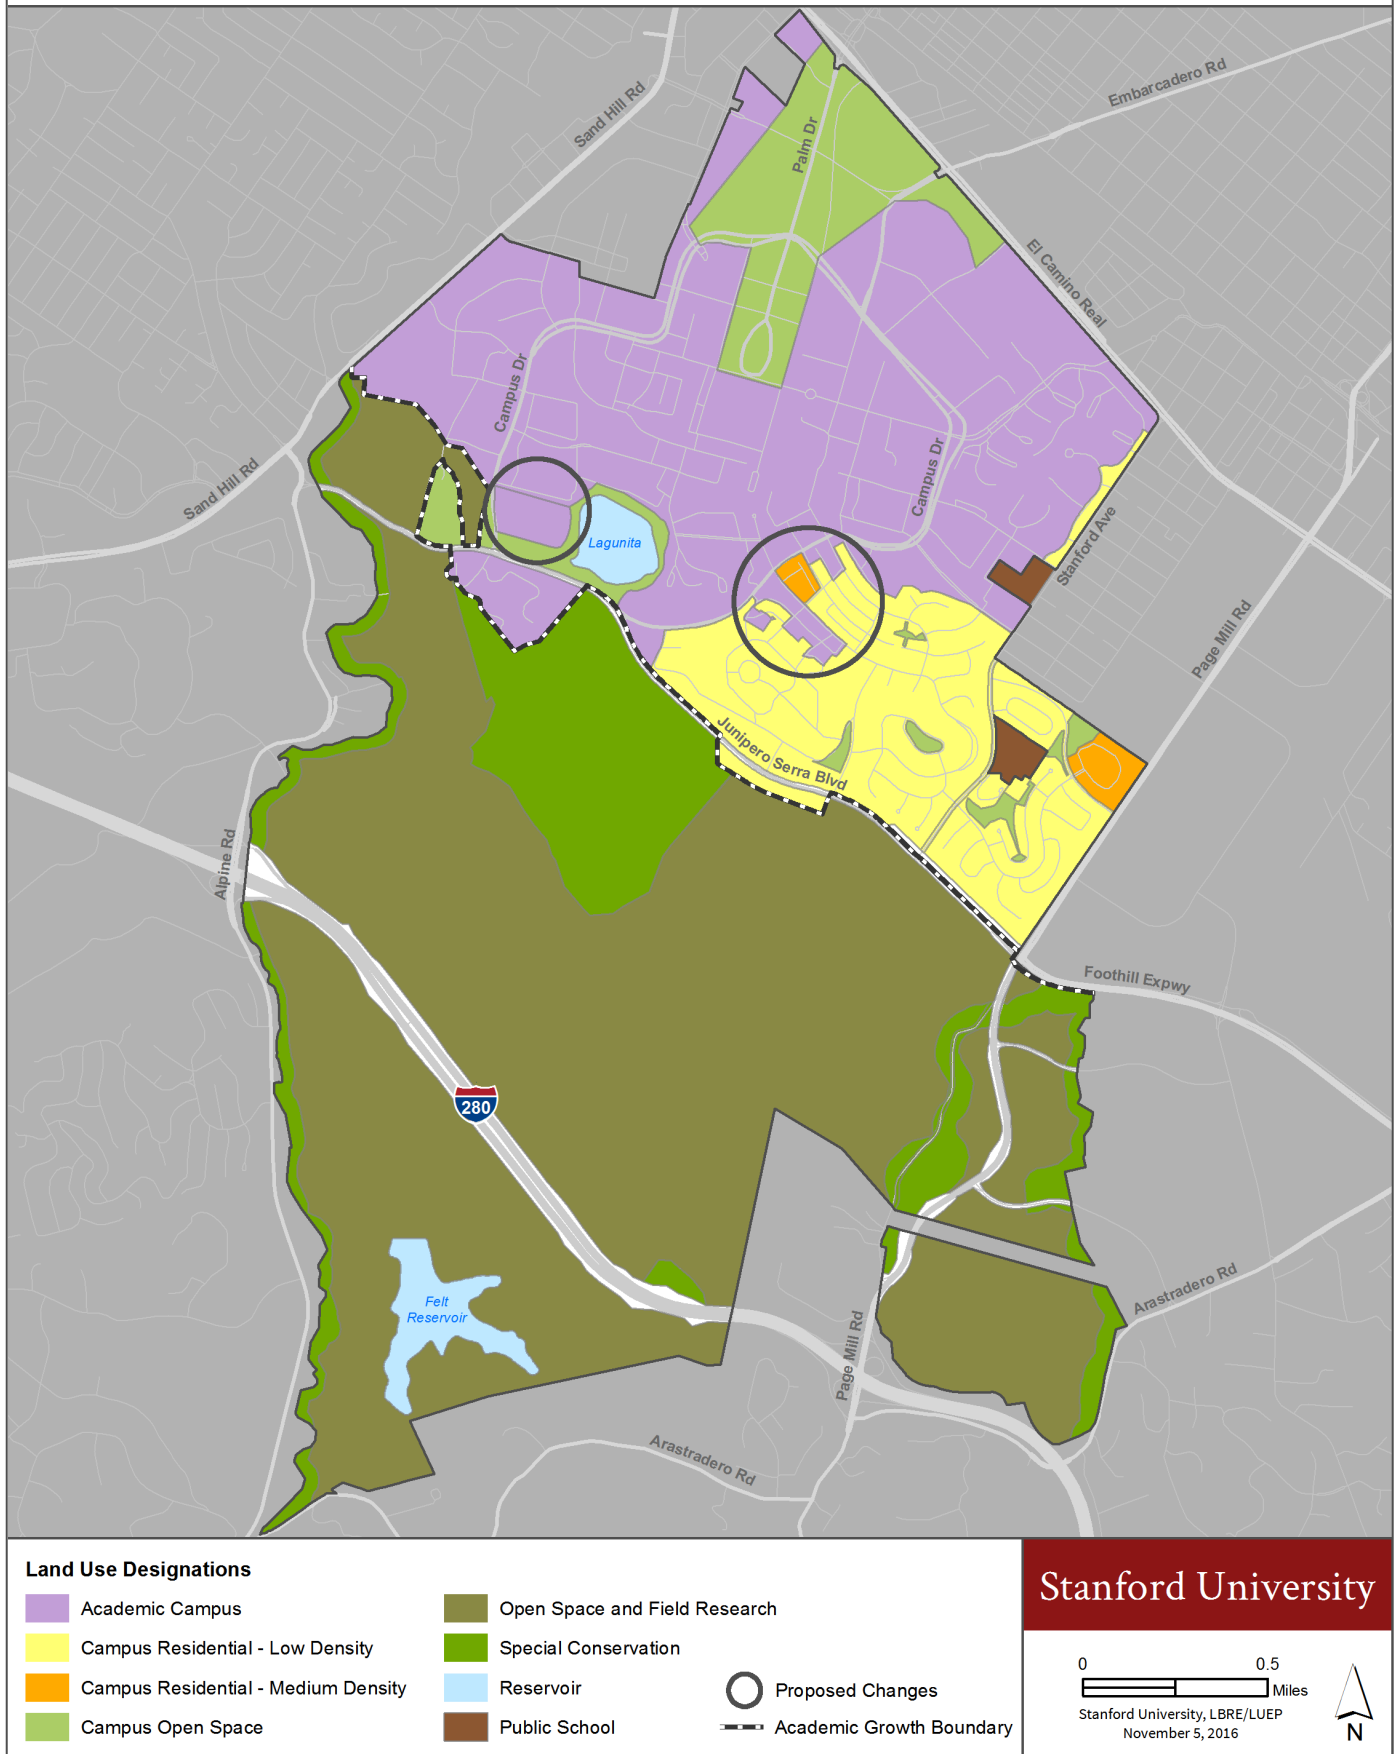 Sand Hill Rd
Embarcadero Rd
Palm Dr
El Camino Real
Campus Dr
Campus Dr
Sand Hill Rd
Lagunita
Stanford Ave
Page Mill Rd
Junipero Serra Blvd
Alpine Rd
Foothill Expwy
280
Felt
Reservoir
Arastradero Rd
Page Mill Rd
Arastradero Rd
Land Use Designations
Academic Campus
Campus Residential - Low Density
Campus Residential - Medium Density
Campus Open Space
Open Space and Field Research
Special Conservation
Reservoir
Public School
Proposed Changes
Academic Growth Boundary
Stanford University
0 0.5
Miles
Stanford University, LBRE/LUEP
November 5, 2016
N